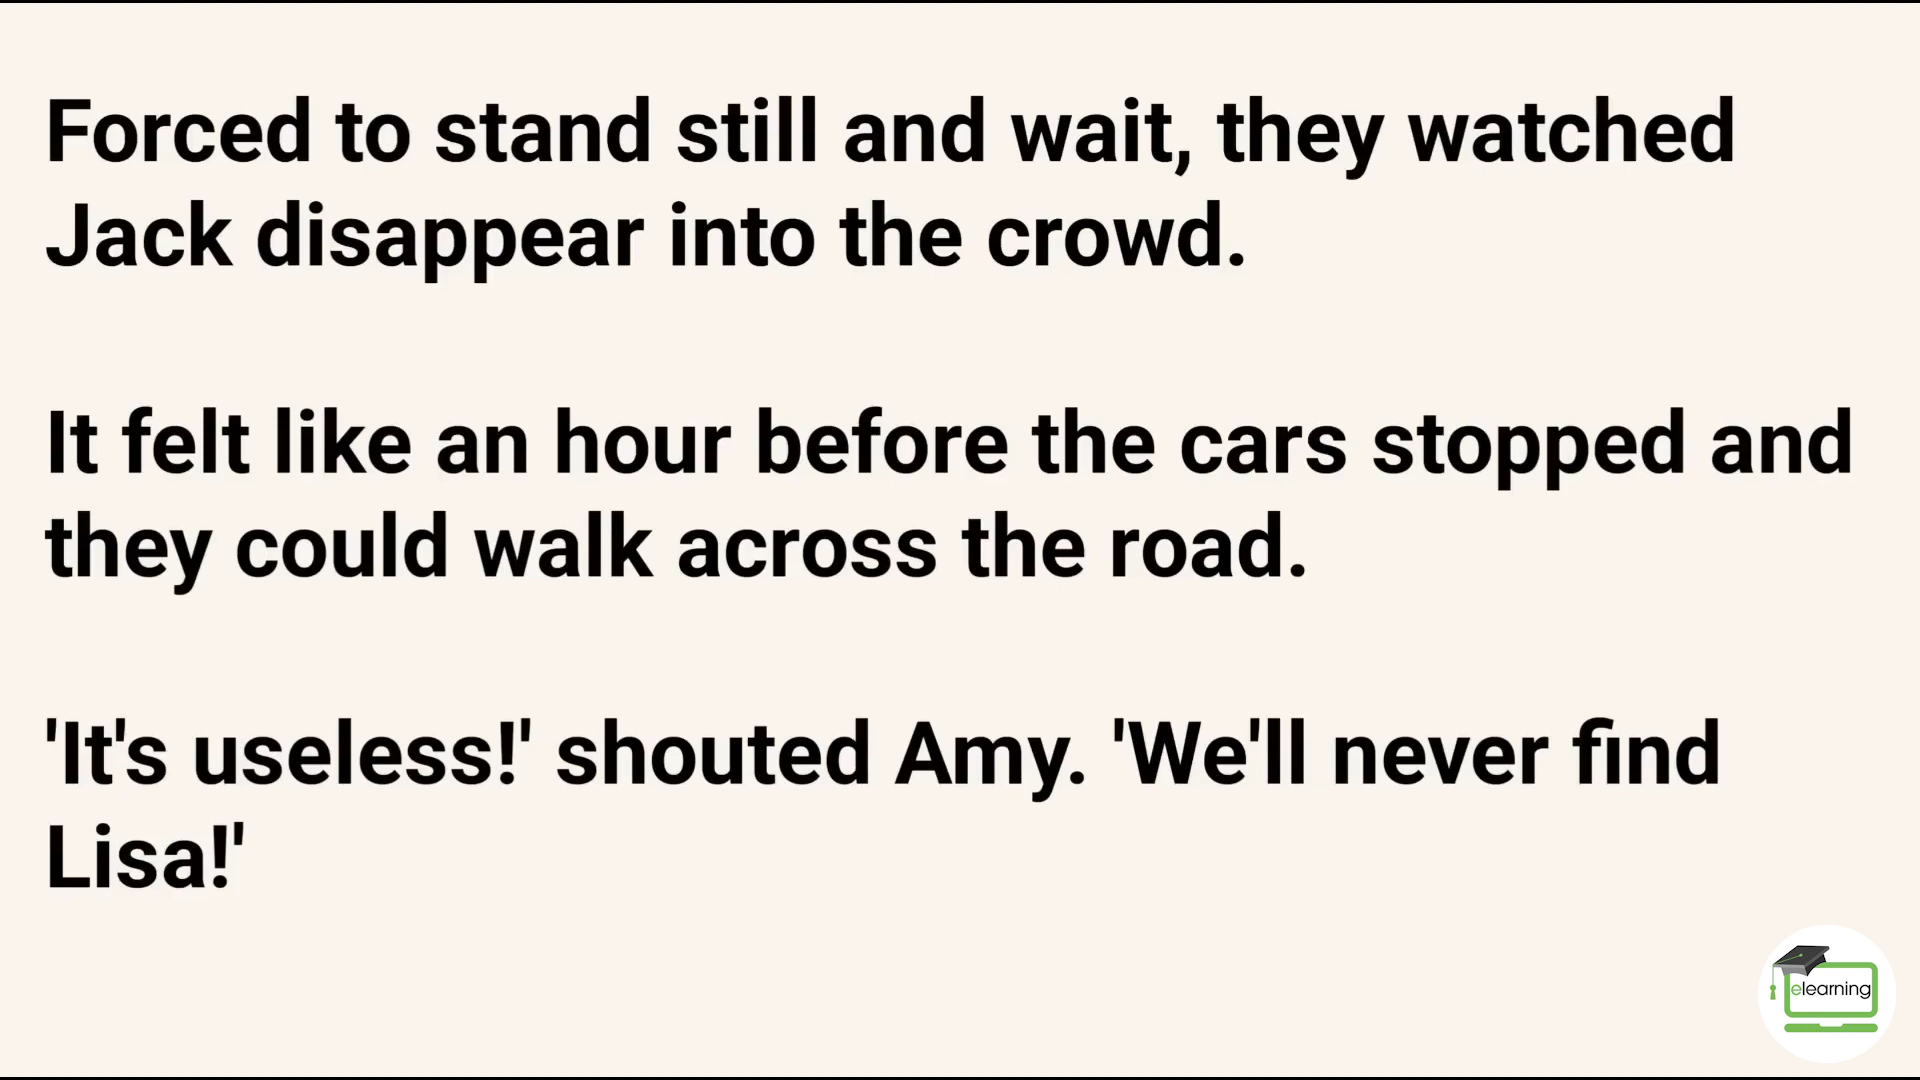 Forced to stand still and wait, they watched
Jack disappear into the crowd.
It felt like an hour before the cars stopped and
they could walk across the road.
'It's useless!' shouted Amy. 'We'll never find
Lisa!'
elearning